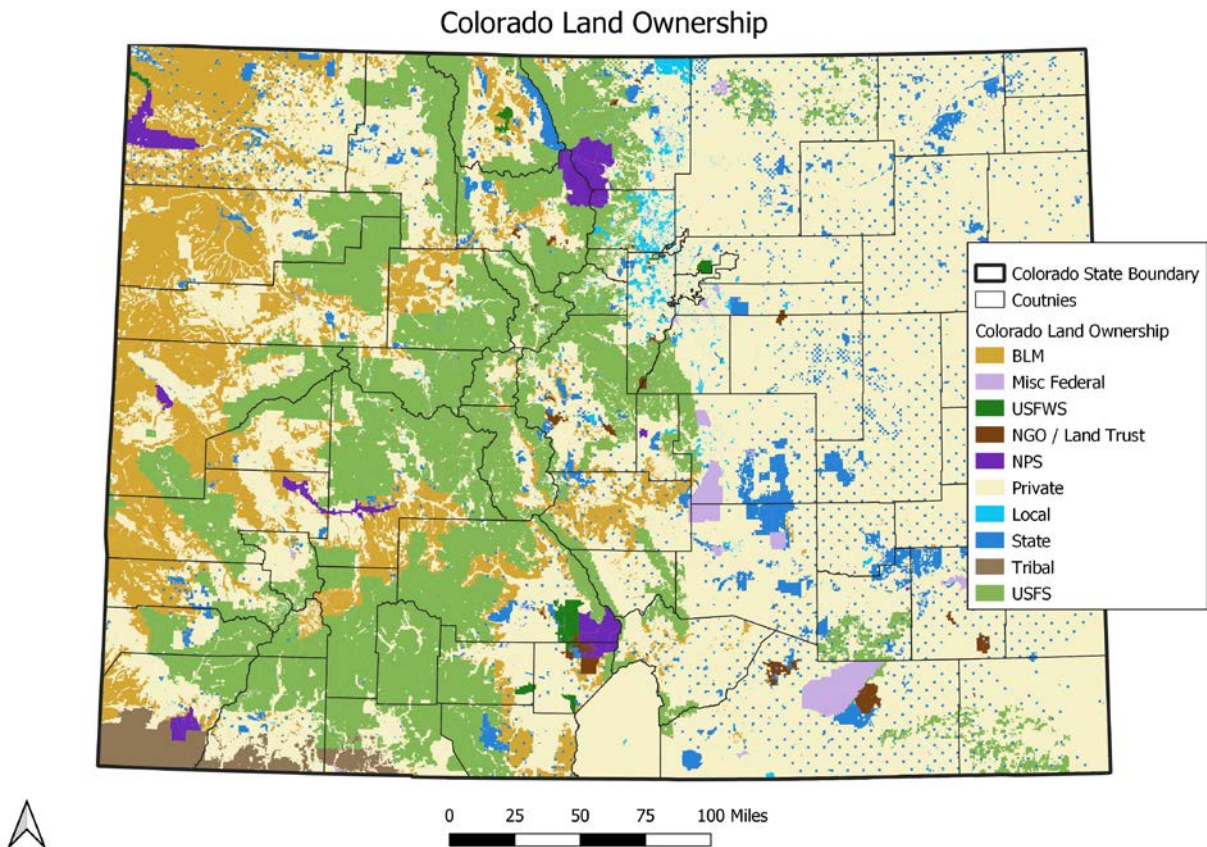 Colorado Land Ownership
Colorado State Boundary
Coutnies
Colorado Land Ownership
BLM
Misc Federal
USFWS
NGO / Land Trust
NPS
Private
Local
State
Tribal
USFS
0 25 50 75 100 Miles